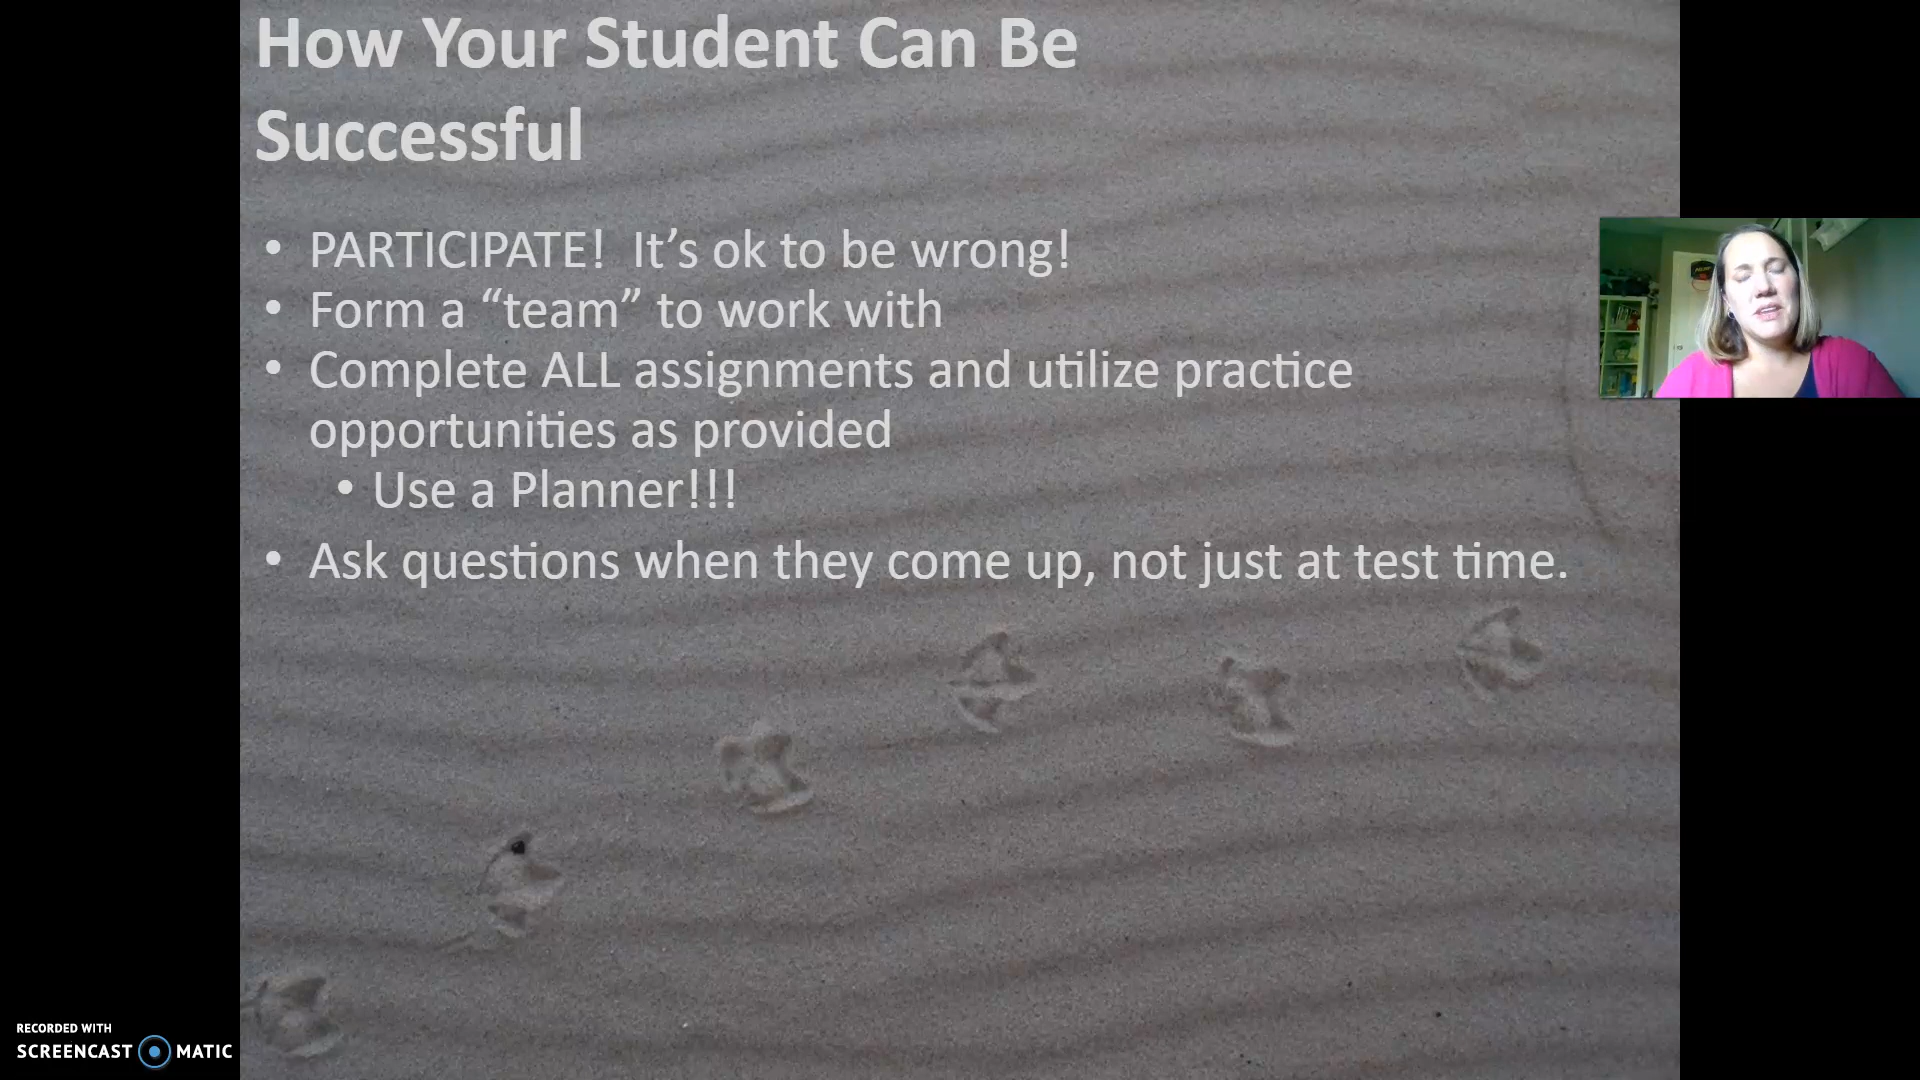 How Your Student Can Be
Successful
• PARTICIPATE!  It’s ok to be wrong!
• Form a “team” to work with
• Complete ALL assignments and utilize practice
opportunities as provided
• Use a Planner!!!
• Ask questions when they come up, not just at test time.
RECORDED WITH
SCREENCAST MATIC